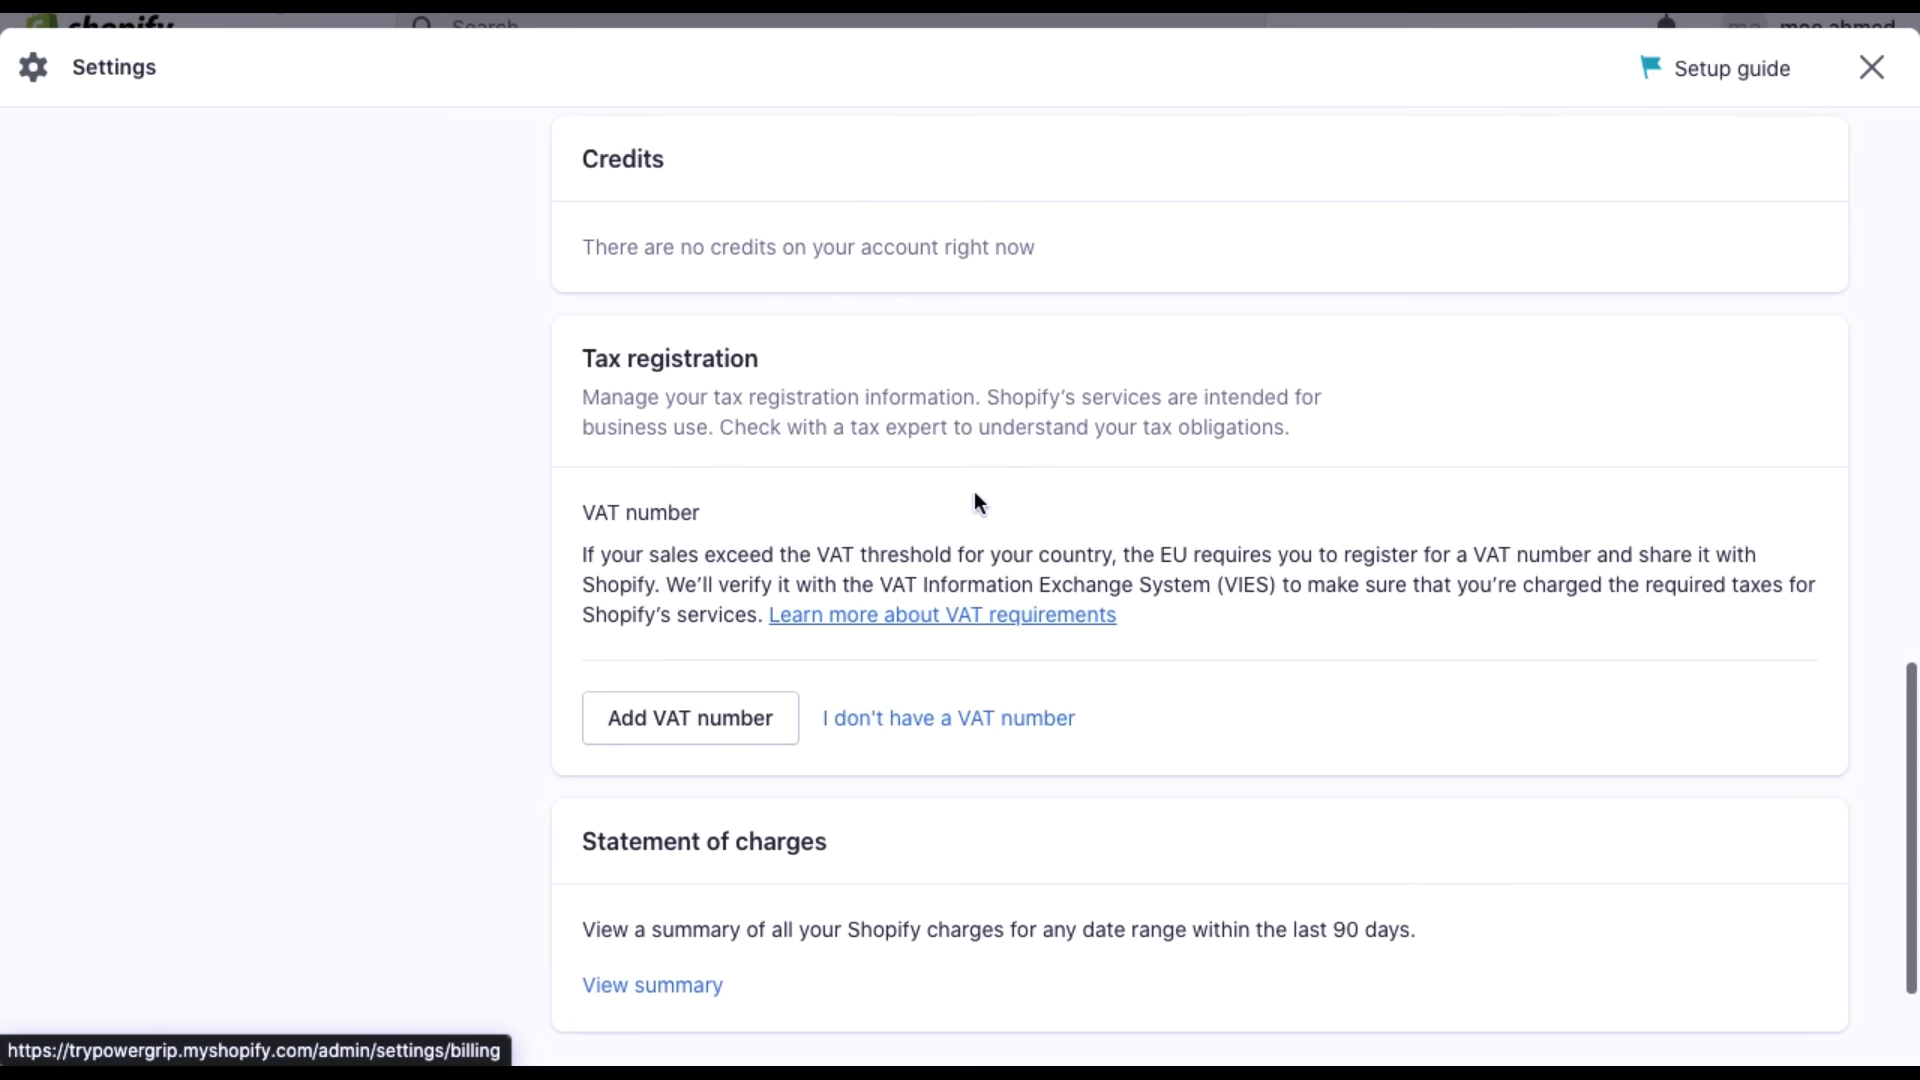 shopify
Search
moe ahmed
Settings
Setup guide
Credits
There are no credits on your account right now
Tax registration
Manage your tax registration information. Shopify’s services are intended for
business use. Check with a tax expert to understand your tax obligations.
VAT number
If your sales exceed the VAT threshold for your country, the EU requires you to register for a VAT number and share it with
Shopify. We’ll verify it with the VAT Information Exchange System (VIES) to make sure that you’re charged the required taxes for
Shopify’s services. Learn more about VAT requirements
Add VAT number
I don't have a VAT number
Statement of charges
View a summary of all your Shopify charges for any date range within the last 90 days.
View summary
https://trypowergrip.myshopify.com/admin/settings/billing